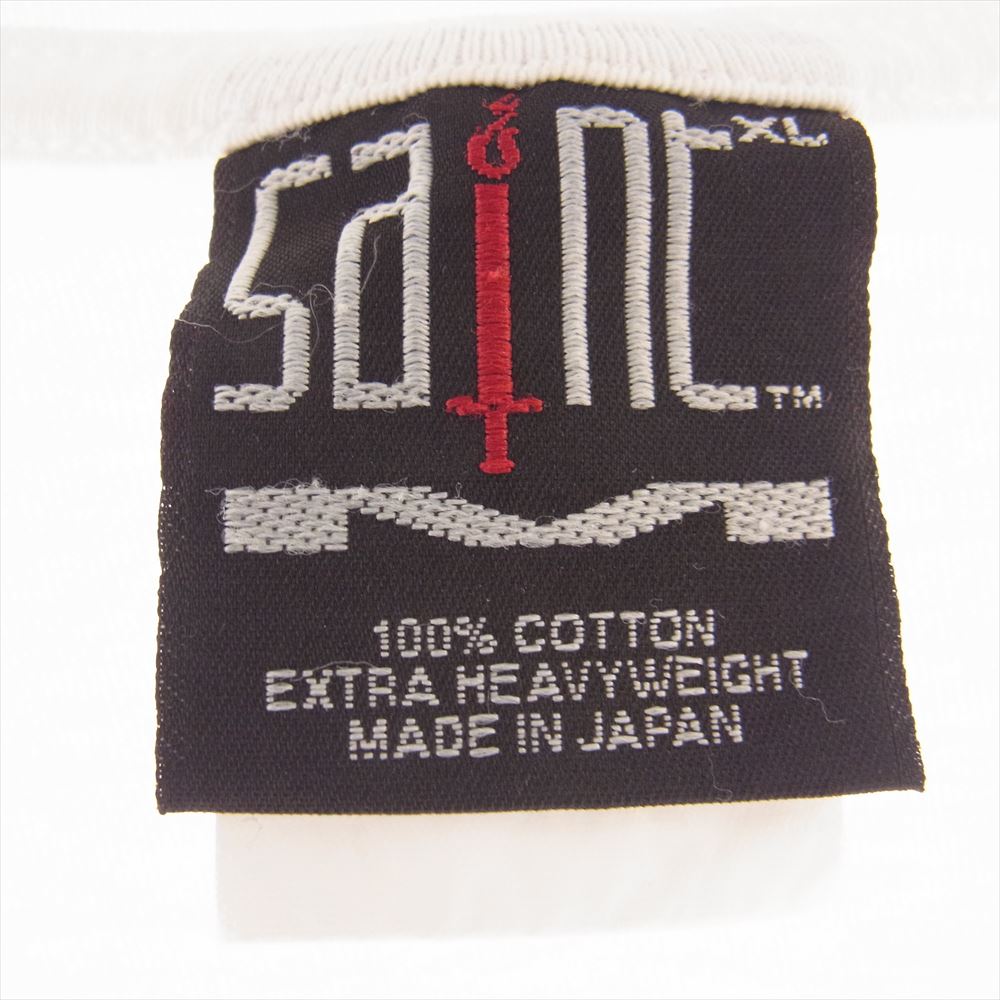 SaiNt XL
TM
100% COTTON
EXTRA HEAVYWEIGHT
MADE IN JAPAN